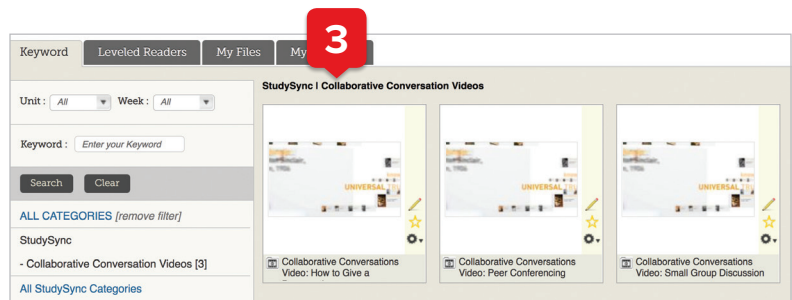 3
Keyword
Leveled Readers
My Files
My
Unit :
All
Week :
All
StudySync | Collaborative Conversation Videos
Keyword :
Enter your Keyword
Search
Clear
ALL CATEGORIES [remove filter]
StudySync
- Collaborative Conversation Videos [3]
All StudySync Categories
UNIVERSAL
Collaborative Conversations
Video: How to Give a
UNIVERSAL
Collaborative Conversations
Video: Peer Conferencing
UNIVERSAL
Collaborative Conversations
Video: Small Group Discussion